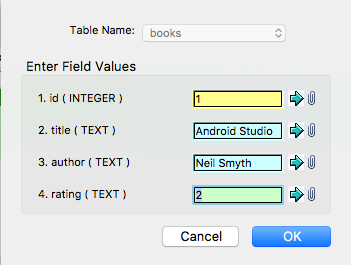 Table Name: books
Enter Field Values
1. id ( INTEGER ) 1
2. title ( TEXT ) Android Studio
3. author ( TEXT ) Neil Smyth
4. rating ( TEXT ) 2
Cancel OK